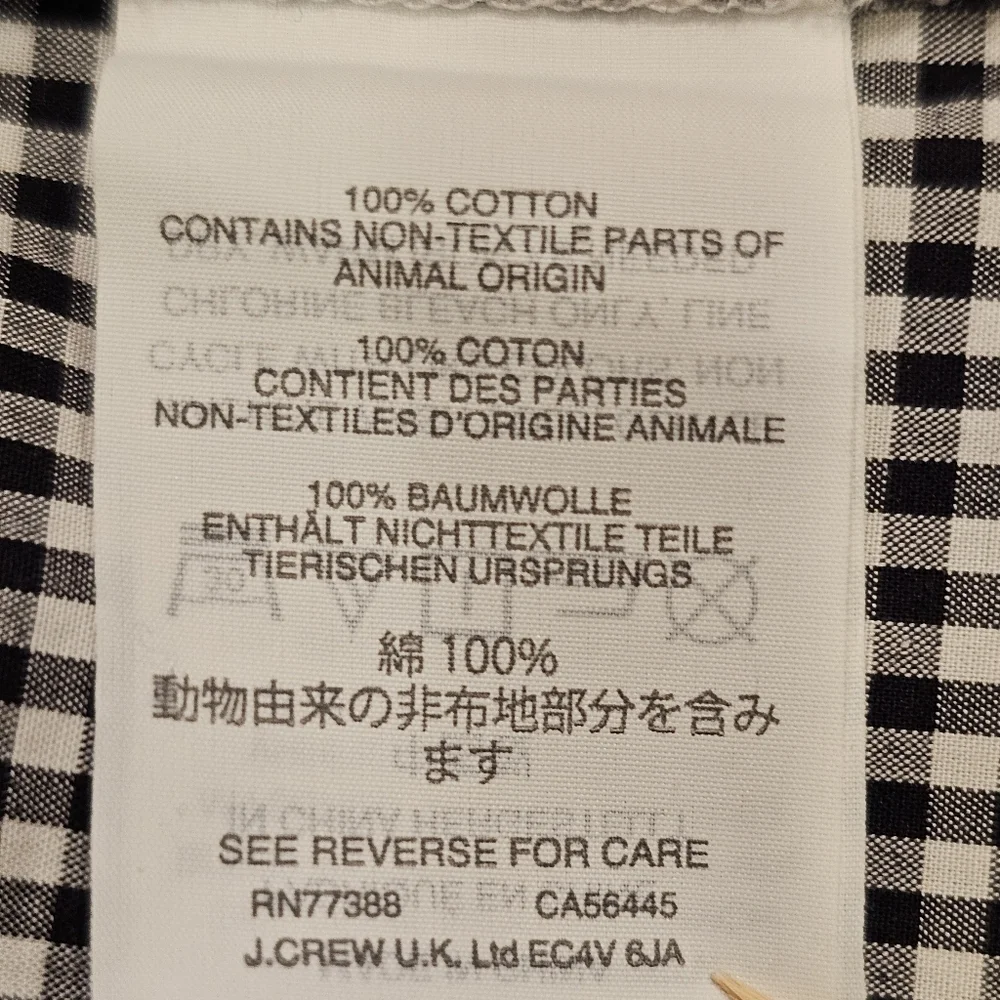 100% COTTON
CONTAINS NON-TEXTILE PARTS OF
ANIMAL ORIGIN
100% COTON
CONTIENT DES PARTIES
NON-TEXTILES D'ORIGINE ANIMALE
100% BAUMWOLLE
ENTHÄLT NICHTTEXTILE TEILE
TIERISCHEN URSPRUNGS
綿 100%
動物由来の非布地部分を含み
ます
SEE REVERSE FOR CARE
RN77388 CA56445
J.CREW U.K. Ltd EC4V 6JA